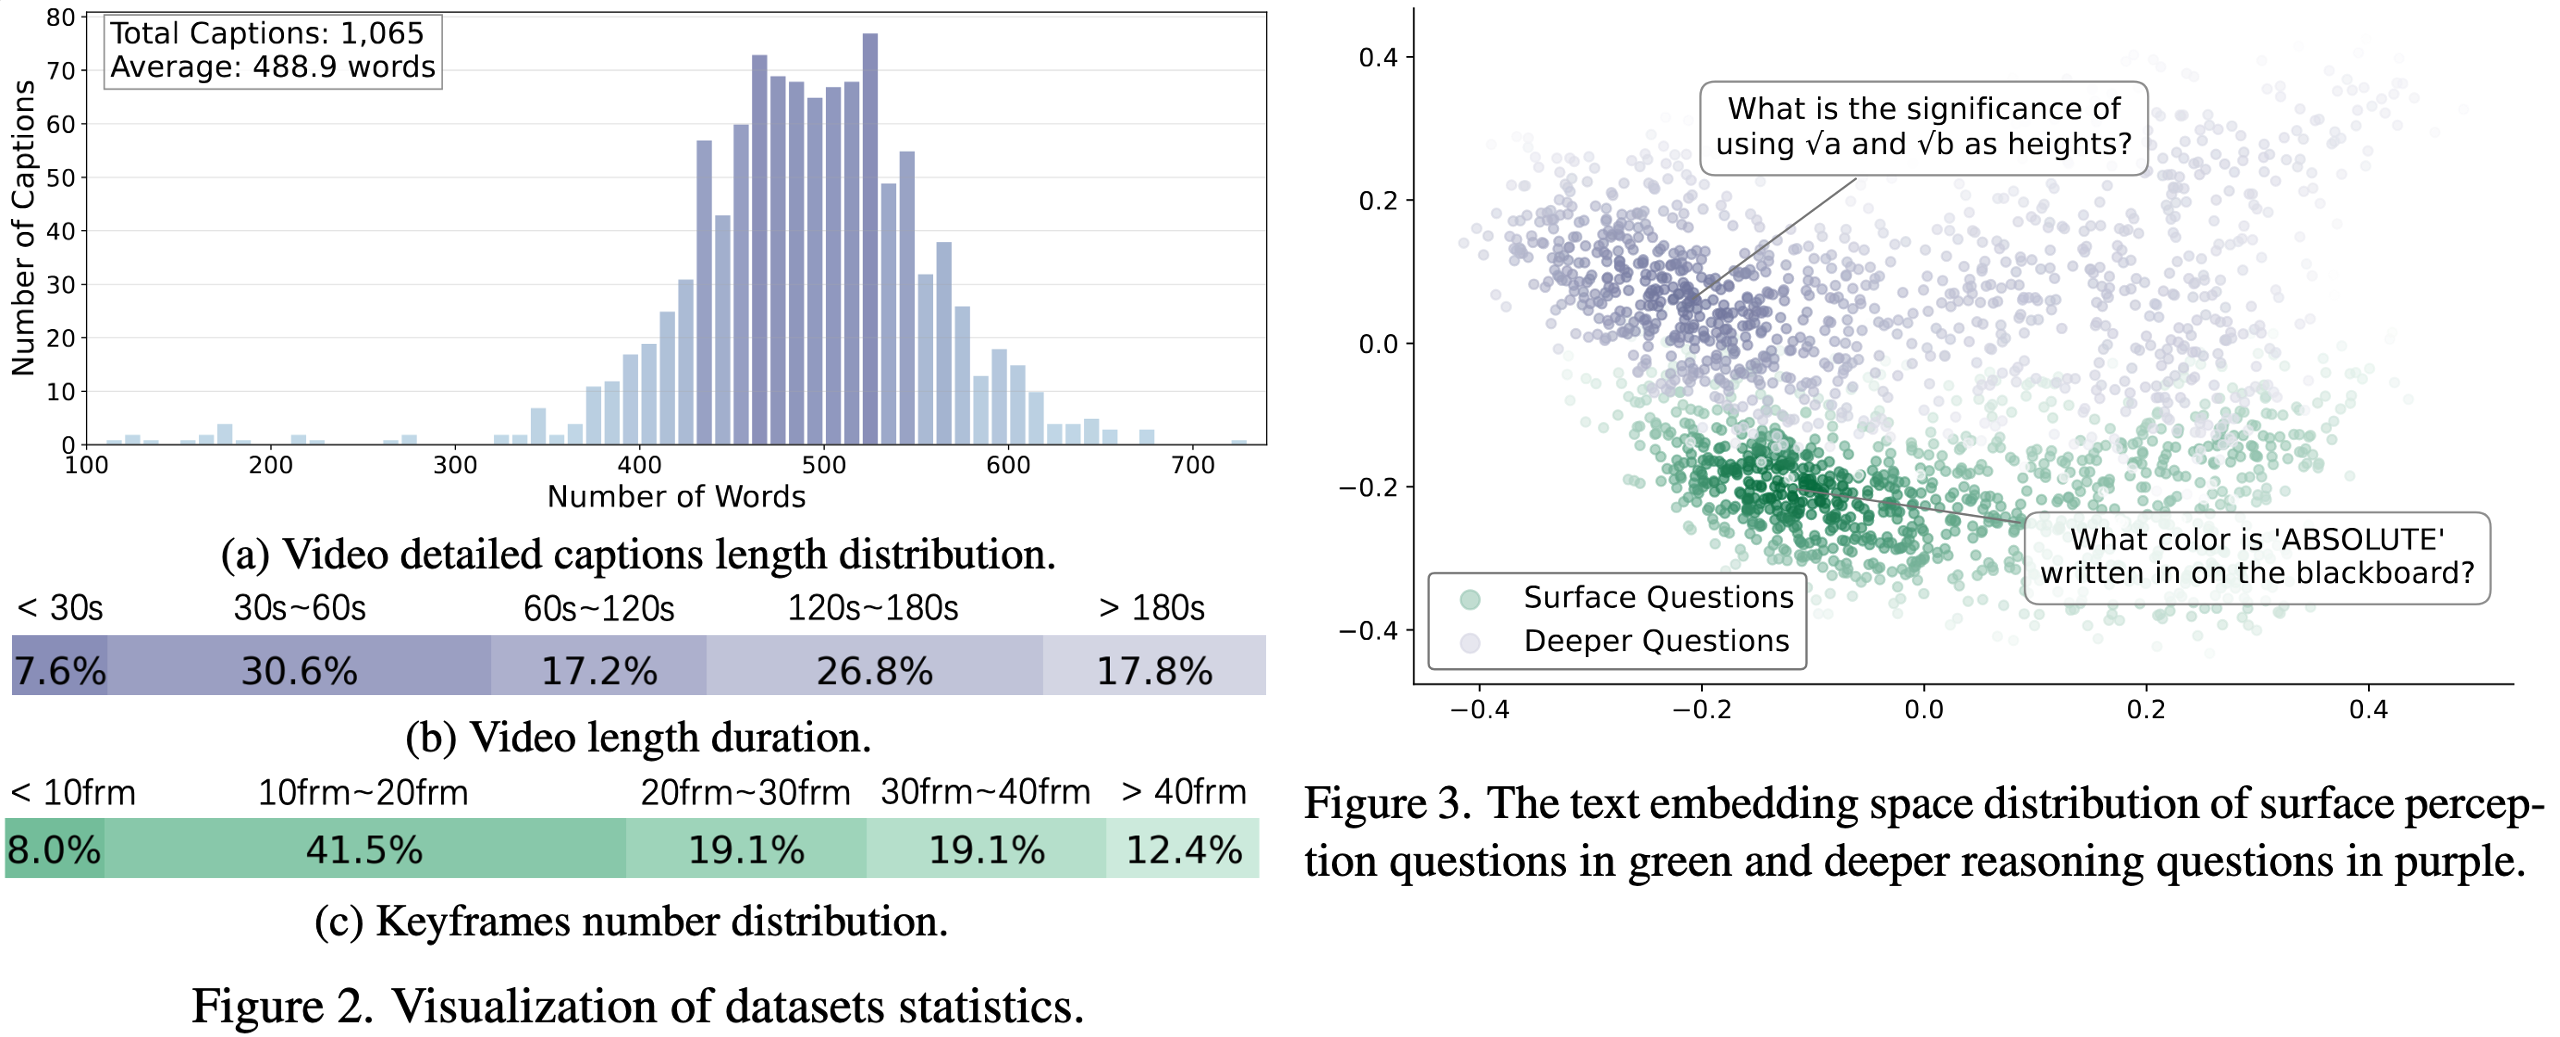 Total Captions: 1,065
Average: 488.9 words
Number of Captions
80
70
60
50
40
30
20
10
0
100 200 300 400 500 600 700
Number of Words
(a) Video detailed captions length distribution.
< 30s 30s~60s 60s~120s 120s~180s > 180s
7.6% 30.6% 17.2% 26.8% 17.8%
(b) Video length duration.
< 10frm 10frm~20frm 20frm~30frm 30frm~40frm > 40frm
8.0% 41.5% 19.1% 19.1% 12.4%
(c) Keyframes number distribution.
Figure 2. Visualization of datasets statistics.
0.4
0.2
0.0
−0.2
−0.4
What is the significance of
using √a and √b as heights?
What color is 'ABSOLUTE'
written in on the blackboard?
Surface Questions
Deeper Questions
−0.4 −0.2 0.0 0.2 0.4
Figure 3. The text embedding space distribution of surface percep-
tion questions in green and deeper reasoning questions in purple.